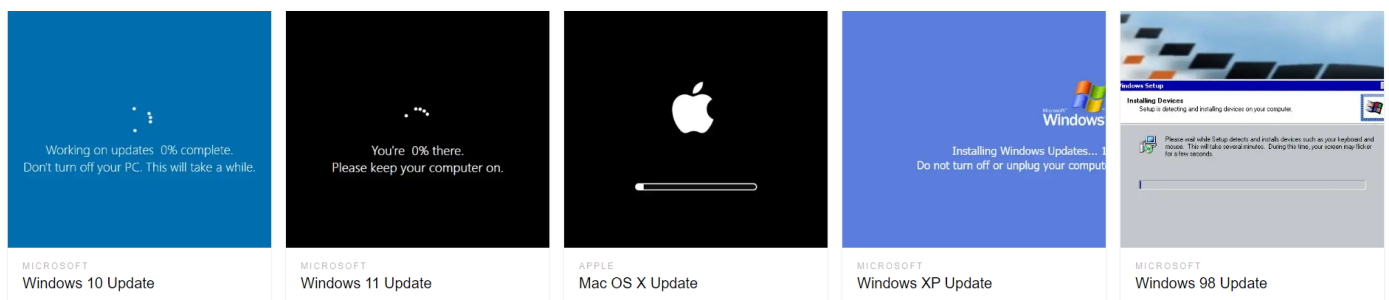 Working on updates  0% complete.
Don't turn off your PC. This will take a while.
MICROSOFT
Windows 10 Update
You're  0% there.
Please keep your computer on.
MICROSOFT
Windows 11 Update
APPLE
Mac OS X Update
Microsoft
Windows
Installing Windows Updates... 1
Do not turn off or unplug your comput
MICROSOFT
Windows XP Update
indows Setup
Installing Devices
Setup is detecting and installing devices on your computer.
Please wait while Setup detects and installs devices such as your keyboard and
mouse.  This will take several minutes.  During this time, your screen may flicker
for a few seconds.
MICROSOFT
Windows 98 Update